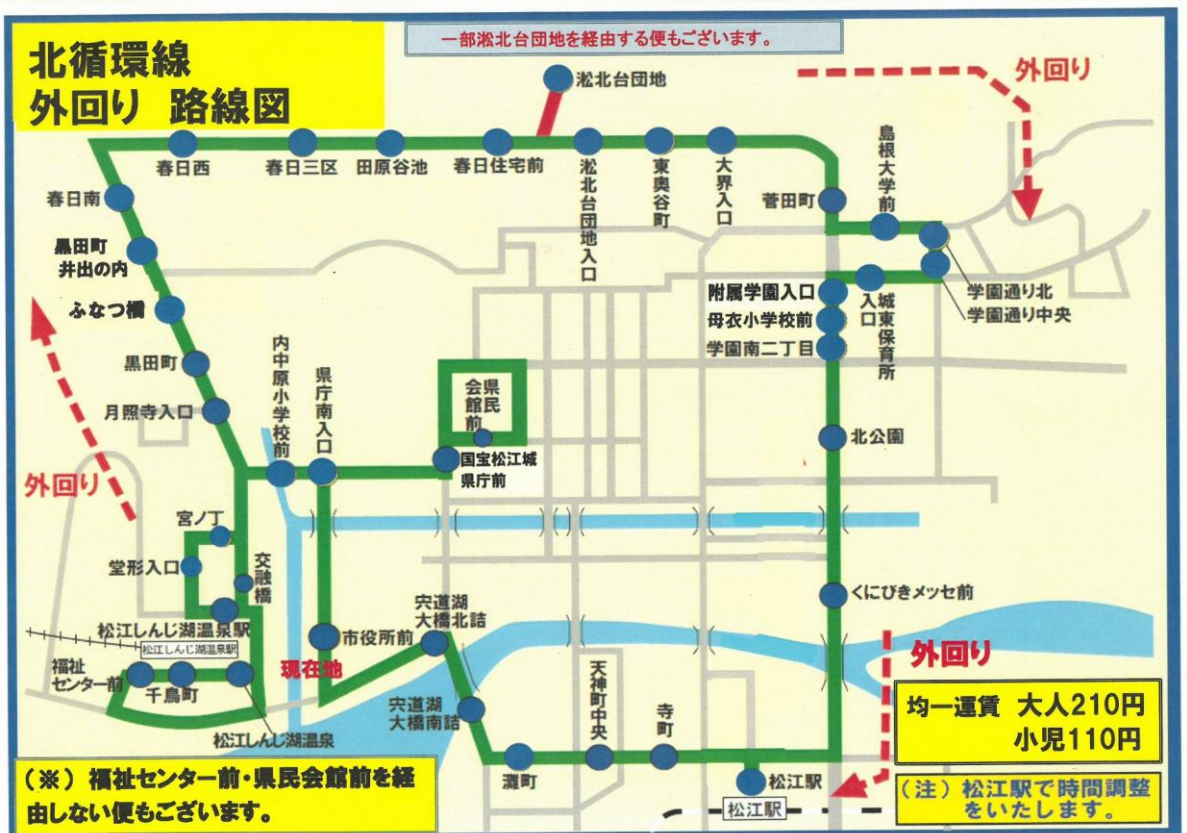 北循環線
外回り 路線図
一部淞北台団地を経由する便もございます。
外回り
淞北台団地
春日西
春日三区
田原谷池
春日住宅前
淞北台団地入口
東奥谷町
大界入口
菅田町
島根大学前
学園通り北
学園通り中央
城東保育所
入口
附属学園入口
母衣小学校前
学園南二丁目
北公園
くにびきメッセ前
春日南
黒田町
井出の内
ふなつ橋
黒田町
月照寺入口
外回り
内中原小学校前
県庁南入口
県民
会館前
国宝松江城
県庁前
宮ノ丁
堂形入口
交融橋
松江しんじ湖温泉駅
松江しんじ湖温泉駅
福祉
センター前
千鳥町
松江しんじ湖温泉
市役所前
現在地
宍道湖
大橋北詰
宍道湖
大橋南詰
灘町
天神町中央
寺町
松江駅
松江駅
外回り
均一運賃 大人210円
小児110円
(注)松江駅で時間調整
をいたします。
(※) 福祉センター前・県民会館前を経
由しない便もございます。